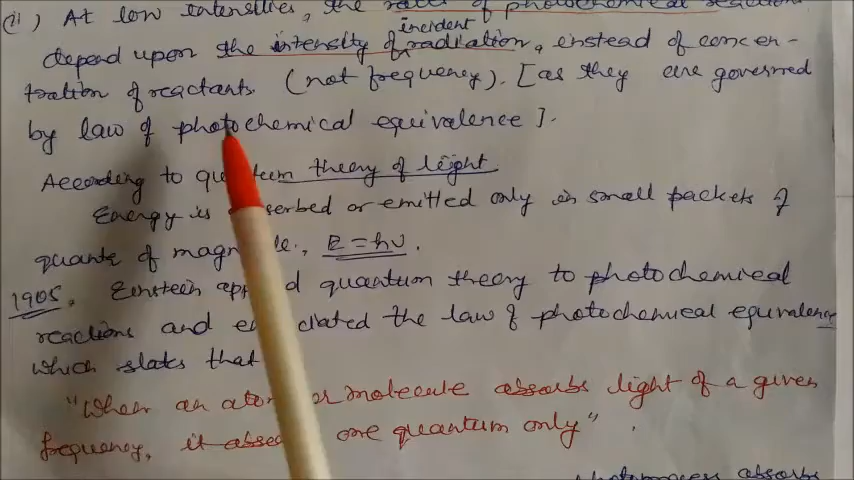 (ii) At low intensities, the rates of photochemical reactions
incident
depend upon the intensity of radiation, instead of concen-
tration of reactants (not frequency). [as they are governed
by law of photochemical equivalence].
According to quantum theory of light
Energy is absorbed or emitted only in small packets of
quanta of E = hν.
1905, Einstein quantum theory to photochemical
reactions and the law of photochemical equivalence
which states that
"When an atom or molecule absorbs light of a given
frequency, it one quantum only".
absorbs